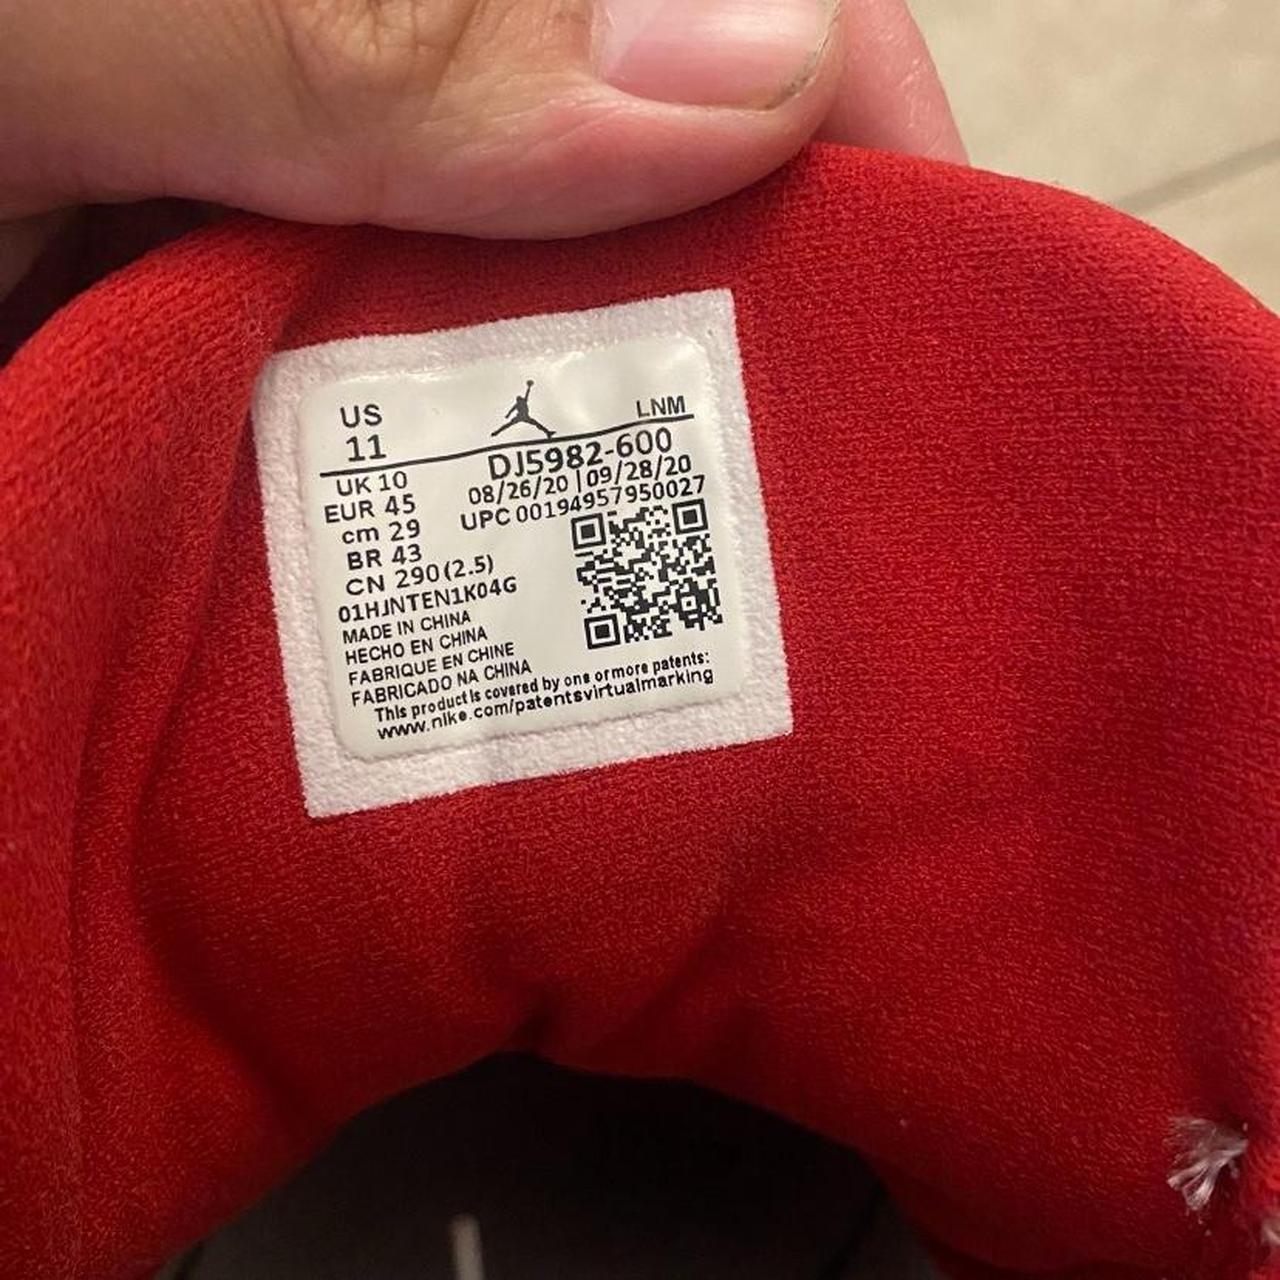 US
11
LNM
DJ5982-600
08/26/20 | 09/28/20
UPC 00194957950027
UK 10
EUR 45
cm 29
BR 43
CN 290 (2.5)
01HJNTEN1K04G
MADE IN CHINA
HECHO EN CHINA
FABRIQUE EN CHINE
FABRICADO NA CHINA
This product is covered by one or more patents:
www.nike.com/patentsvirtualmarking